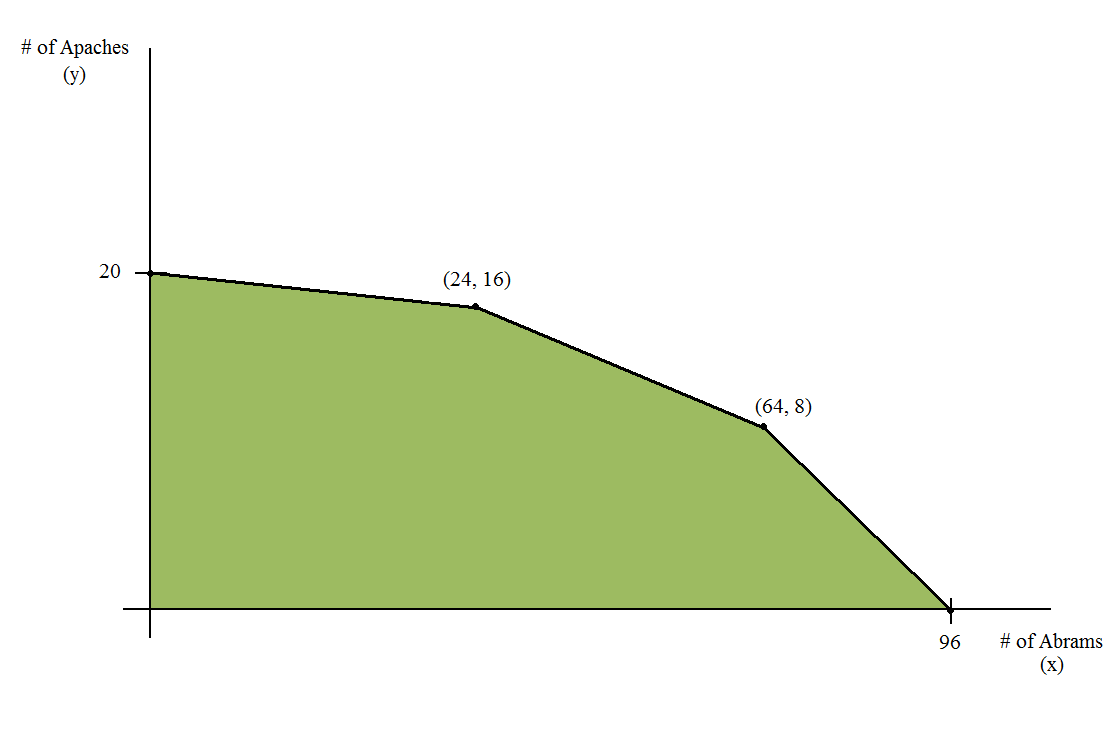 # of Apaches
(y)
20
(24, 16)
(64, 8)
96
# of Abrams
(x)